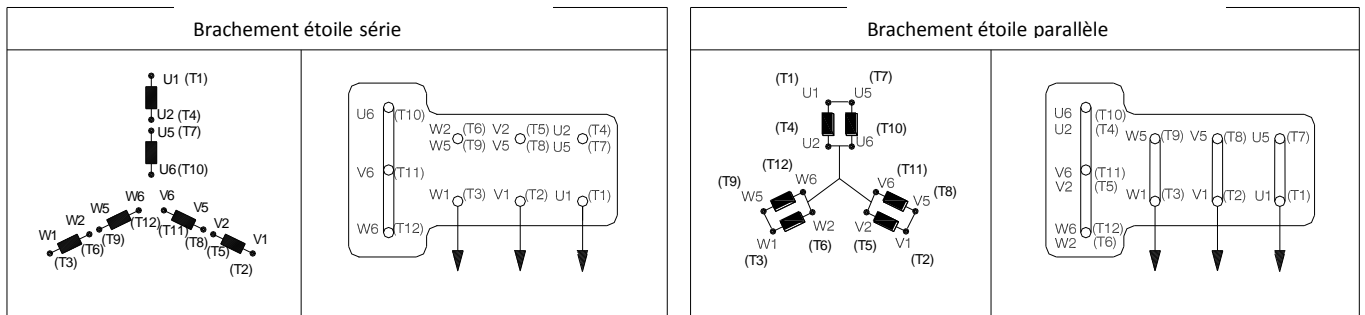 Brachement étoile série
U1 (T1)
U2 (T4)
U5 (T7)
U6 (T10)
W6 V6
W5 (T12) (T11) V5
W2 (T9) (T8) V2
W1 (T6) (T5) V1
(T3) (T2)
U6 (T10)
W2 (T6) V2 (T5) U2 (T4)
W5 (T9) V5 (T8) U5 (T7)
V6 (T11)
W1 (T3) V1 (T2) U1 (T1)
W6 (T12)
Brachement étoile parallèle
(T1) (T7)
U1 U5
(T4) (T10)
U2 U6
(T12) (T11)
(T9) W6 V6 (T8)
W5 V5
W1 W2 V2 V1
(T6) (T5)
(T3) (T2)
U6 (T10)
U2 (T4)
W5 (T9) V5 (T8) U5 (T7)
V6 (T11)
V2 (T5)
W1 (T3) V1 (T2) U1 (T1)
W6 (T12)
W2 (T6)